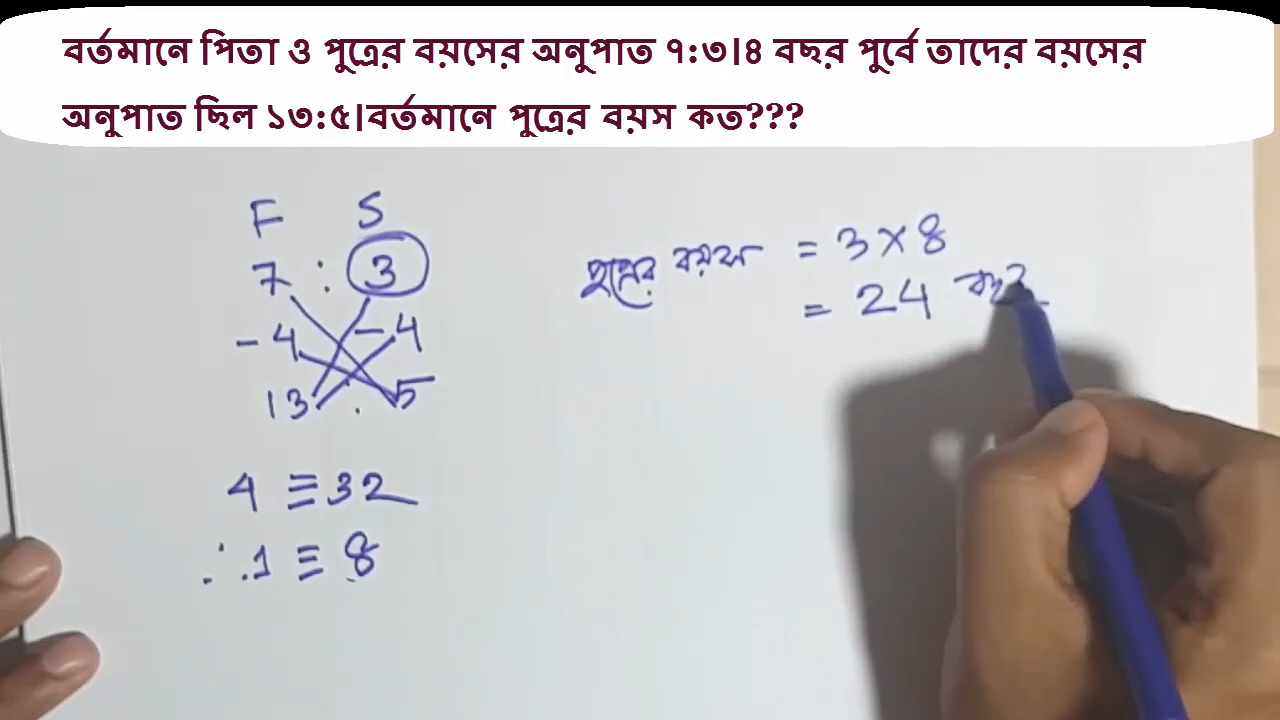 বর্তমানে পিতা ও পুত্রের বয়সের অনুপাত ৭:৩।৪ বছর পুর্বে তাদের বয়সের
অনুপাত ছিল ১৩:৫।বর্তমানে পুত্রের বয়স কত???
F S
7 : 3
-4 -4
13 . 5
4 ≡ 32
∴ 1 ≡ 8
পুত্রের বয়স = 3 × 8
= 24